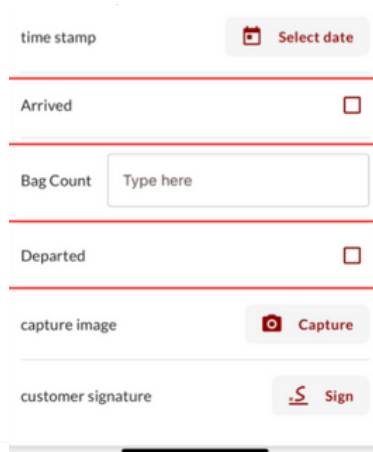 time stamp Select date
Arrived
Bag Count Type here
Departed
capture image Capture
customer signature Sign